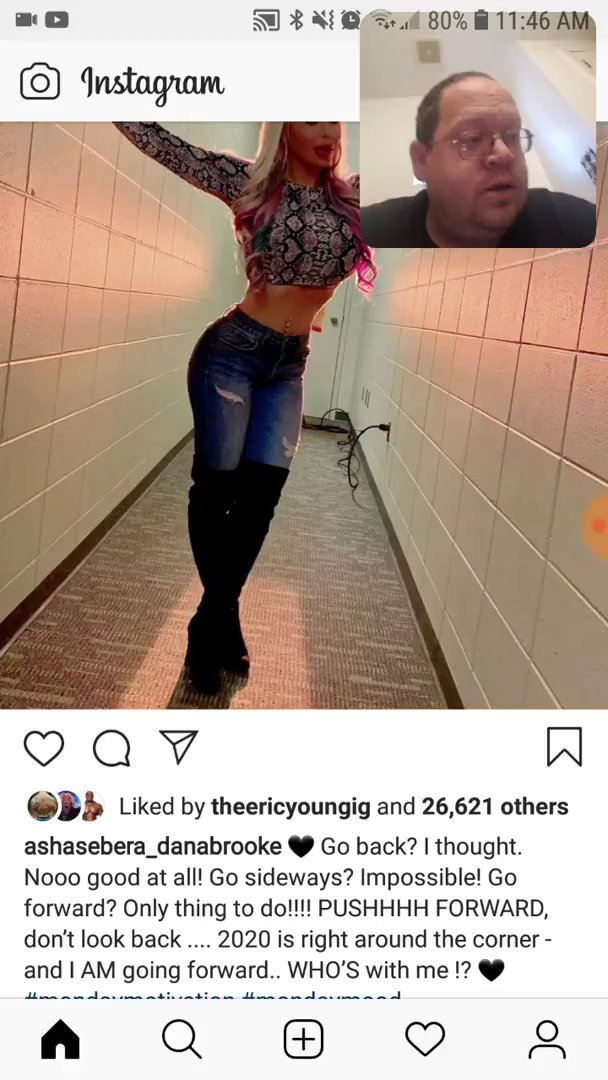 80% 11:46 AM
Instagram
Liked by theericyoungig and 26,621 others
ashasebera_danabrooke 🖤 Go back? I thought.
Nooo good at all! Go sideways? Impossible! Go
forward? Only thing to do!!!! PUSHHHH FORWARD,
don't look back .... 2020 is right around the corner -
and I AM going forward.. WHO'S with me !? 🖤
#mondaymotivation #mondaymood